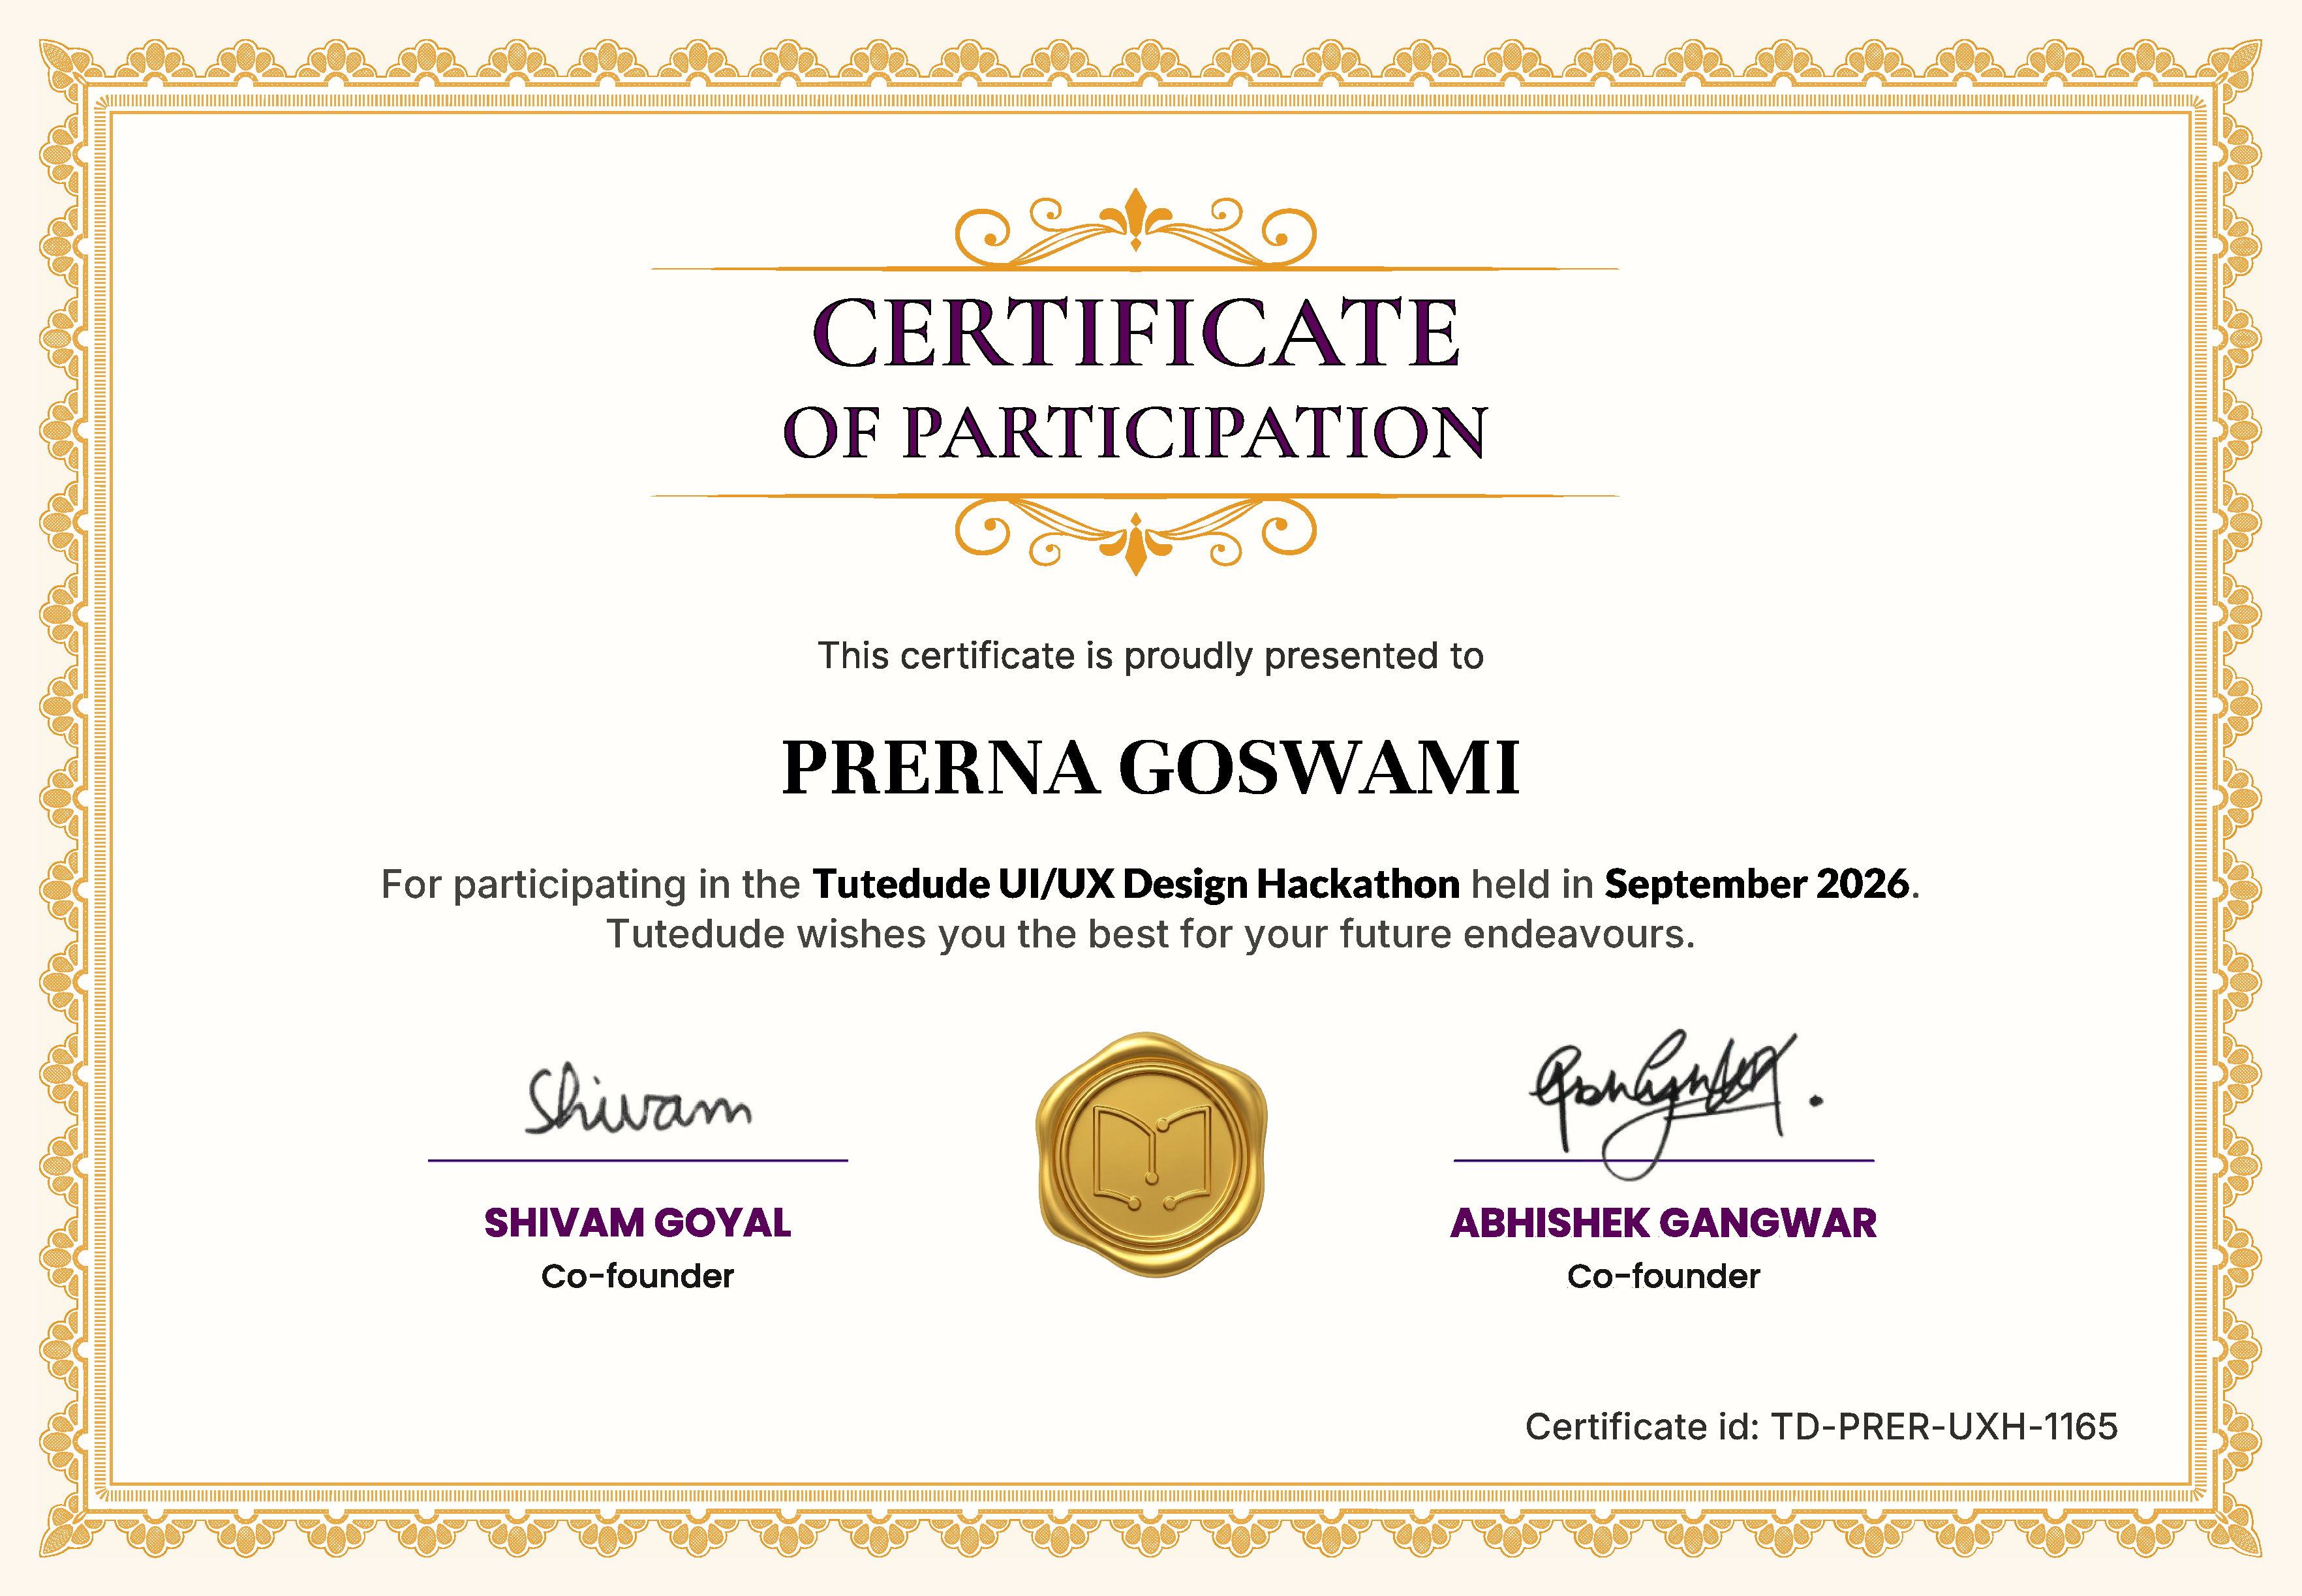 CERTIFICATE
OF PARTICIPATION
This certificate is proudly presented to
PRERNA GOSWAMI
For participating in the Tutedude UI/UX Design Hackathon held in September 2026.
Tutedude wishes you the best for your future endeavours.
Shivam
SHIVAM GOYAL
Co-founder
ABHISHEK GANGWAR
Co-founder
Certificate id: TD-PRER-UXH-1165